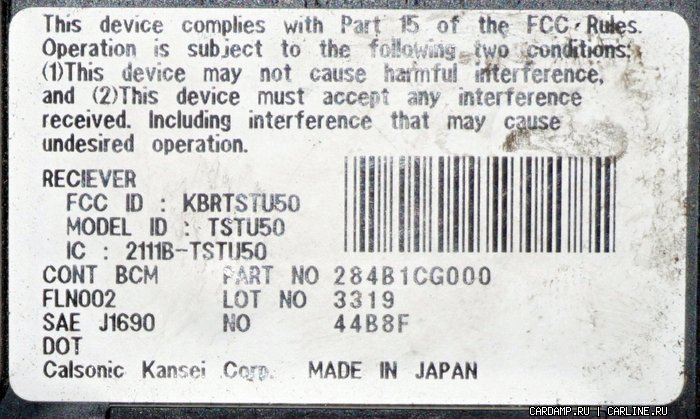 This device complies with Part 15 of the FCC Rules.
Operation is subject to the following two conditions:
(1)This device may not cause harmful interference,
and (2)This device must accept any interference
received. Including interference that may cause
undesired operation.
RECIEVER
FCC ID : KBRTSTU50
MODEL ID : TSTU50
IC : 2111B-TSTU50
CONT BCM PART NO 284B1CG000
FLN002 LOT NO 3319
SAE J1690 NO 44B8F
DOT
Calsonic Kansei Corp. MADE IN JAPAN
CARDAMP.RU | CARLINE.RU